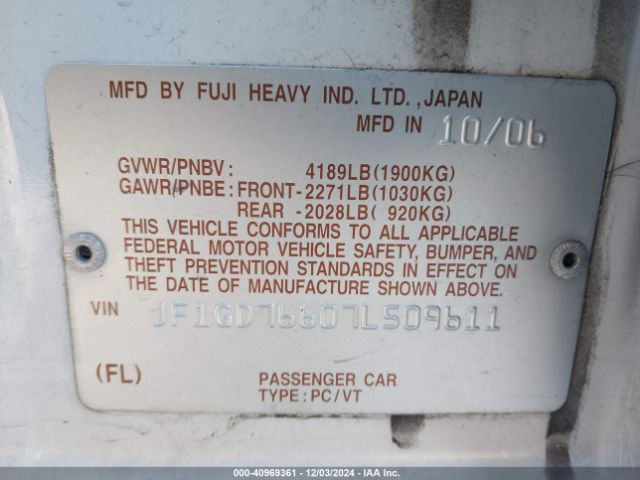 MFD BY FUJI HEAVY IND. LTD., JAPAN
MFD IN 10/06
GVWR/PNBV : 4189LB(1900KG)
GAWR/PNBE : FRONT-2271LB(1030KG)
REAR -2028LB( 920KG)
THIS VEHICLE CONFORMS TO ALL APPLICABLE
FEDERAL MOTOR VEHICLE SAFETY, BUMPER, AND
THEFT PREVENTION STANDARDS IN EFFECT ON
THE DATE OF MANUFACTURE SHOWN ABOVE.
VIN JF1GD76607L509611
(FL) PASSENGER CAR
TYPE : PC/VT
000-40969361 - 12/03/2024 - IAA Inc.